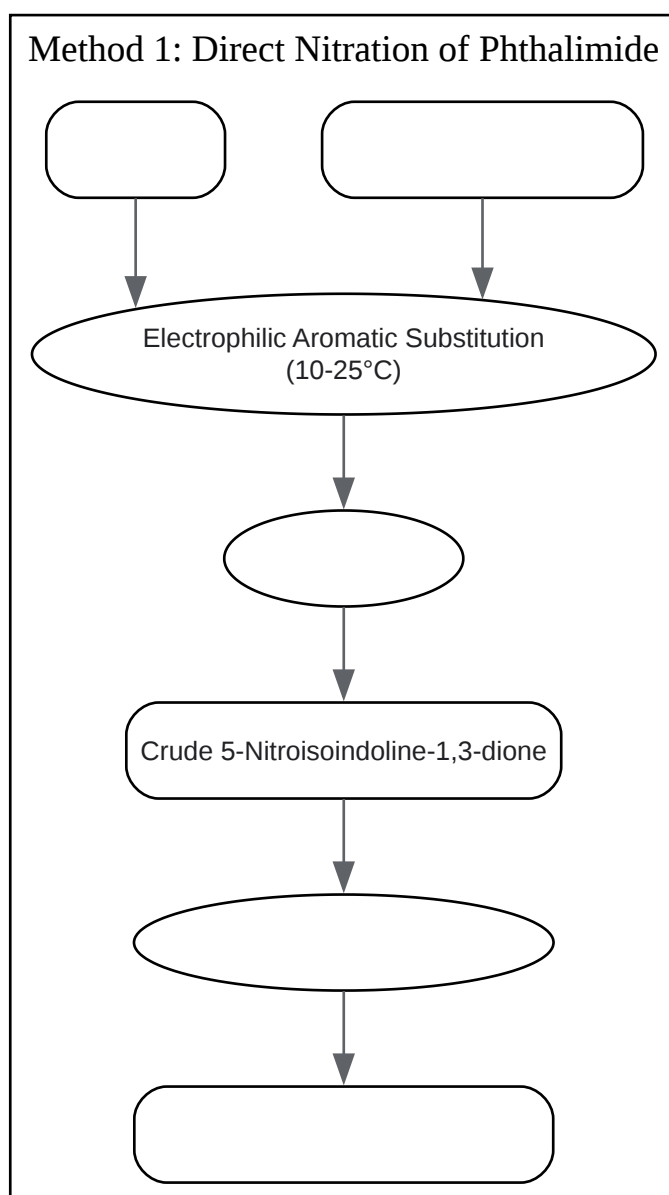 Method 1: Direct Nitration of Phthalimide
Electrophilic Aromatic Substitution
(10-25°C)
Crude 5-Nitroisoindoline-1,3-dione